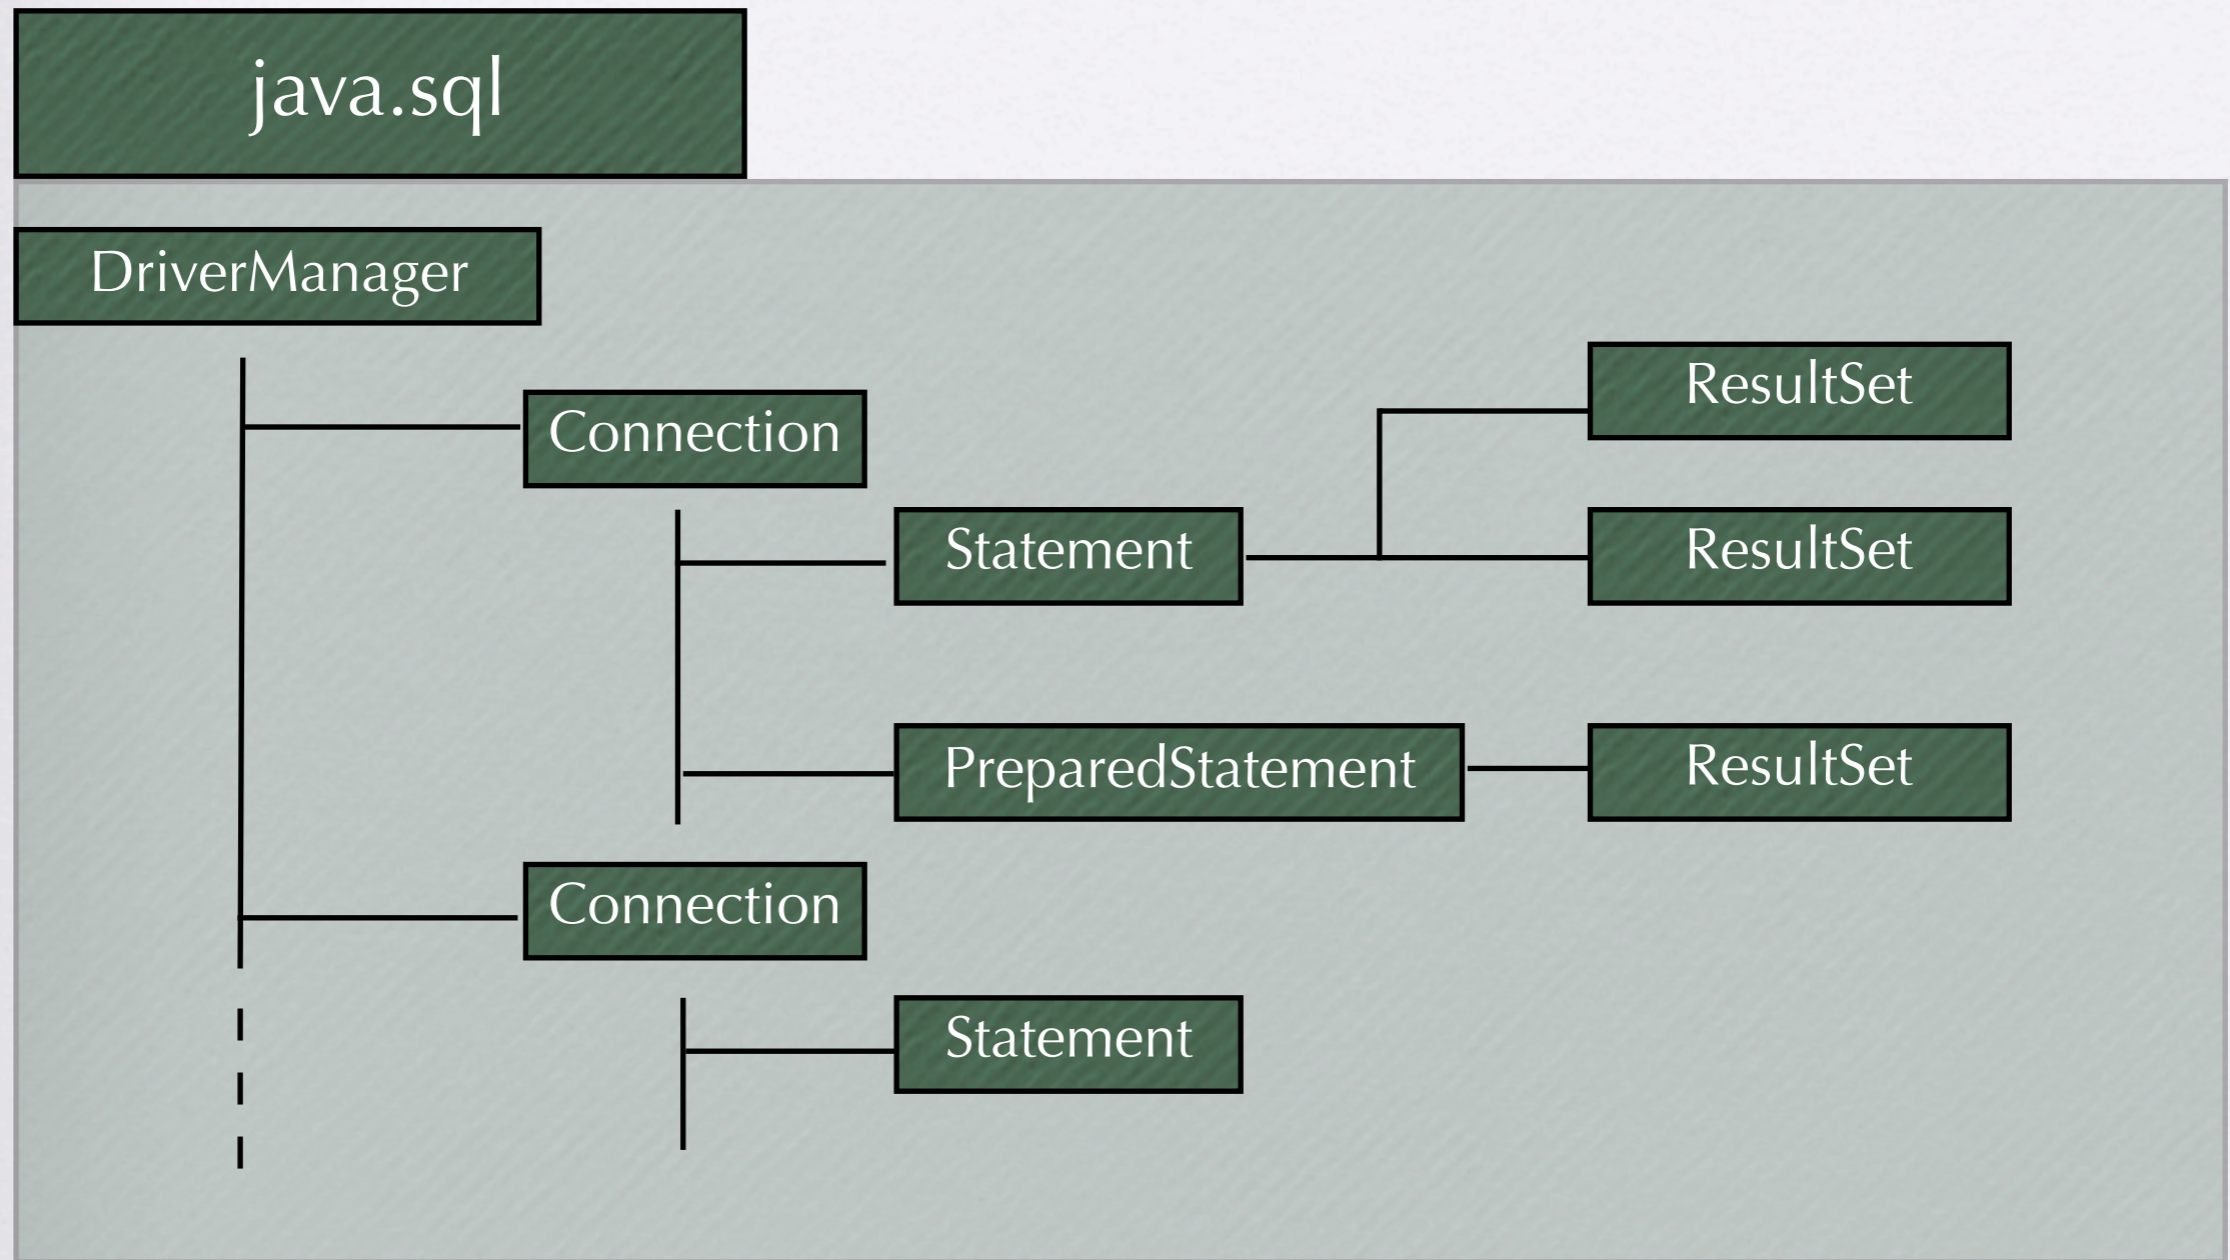 java.sql
DriverManager
Connection
ResultSet
Statement
ResultSet
PreparedStatement
ResultSet
Connection
Statement